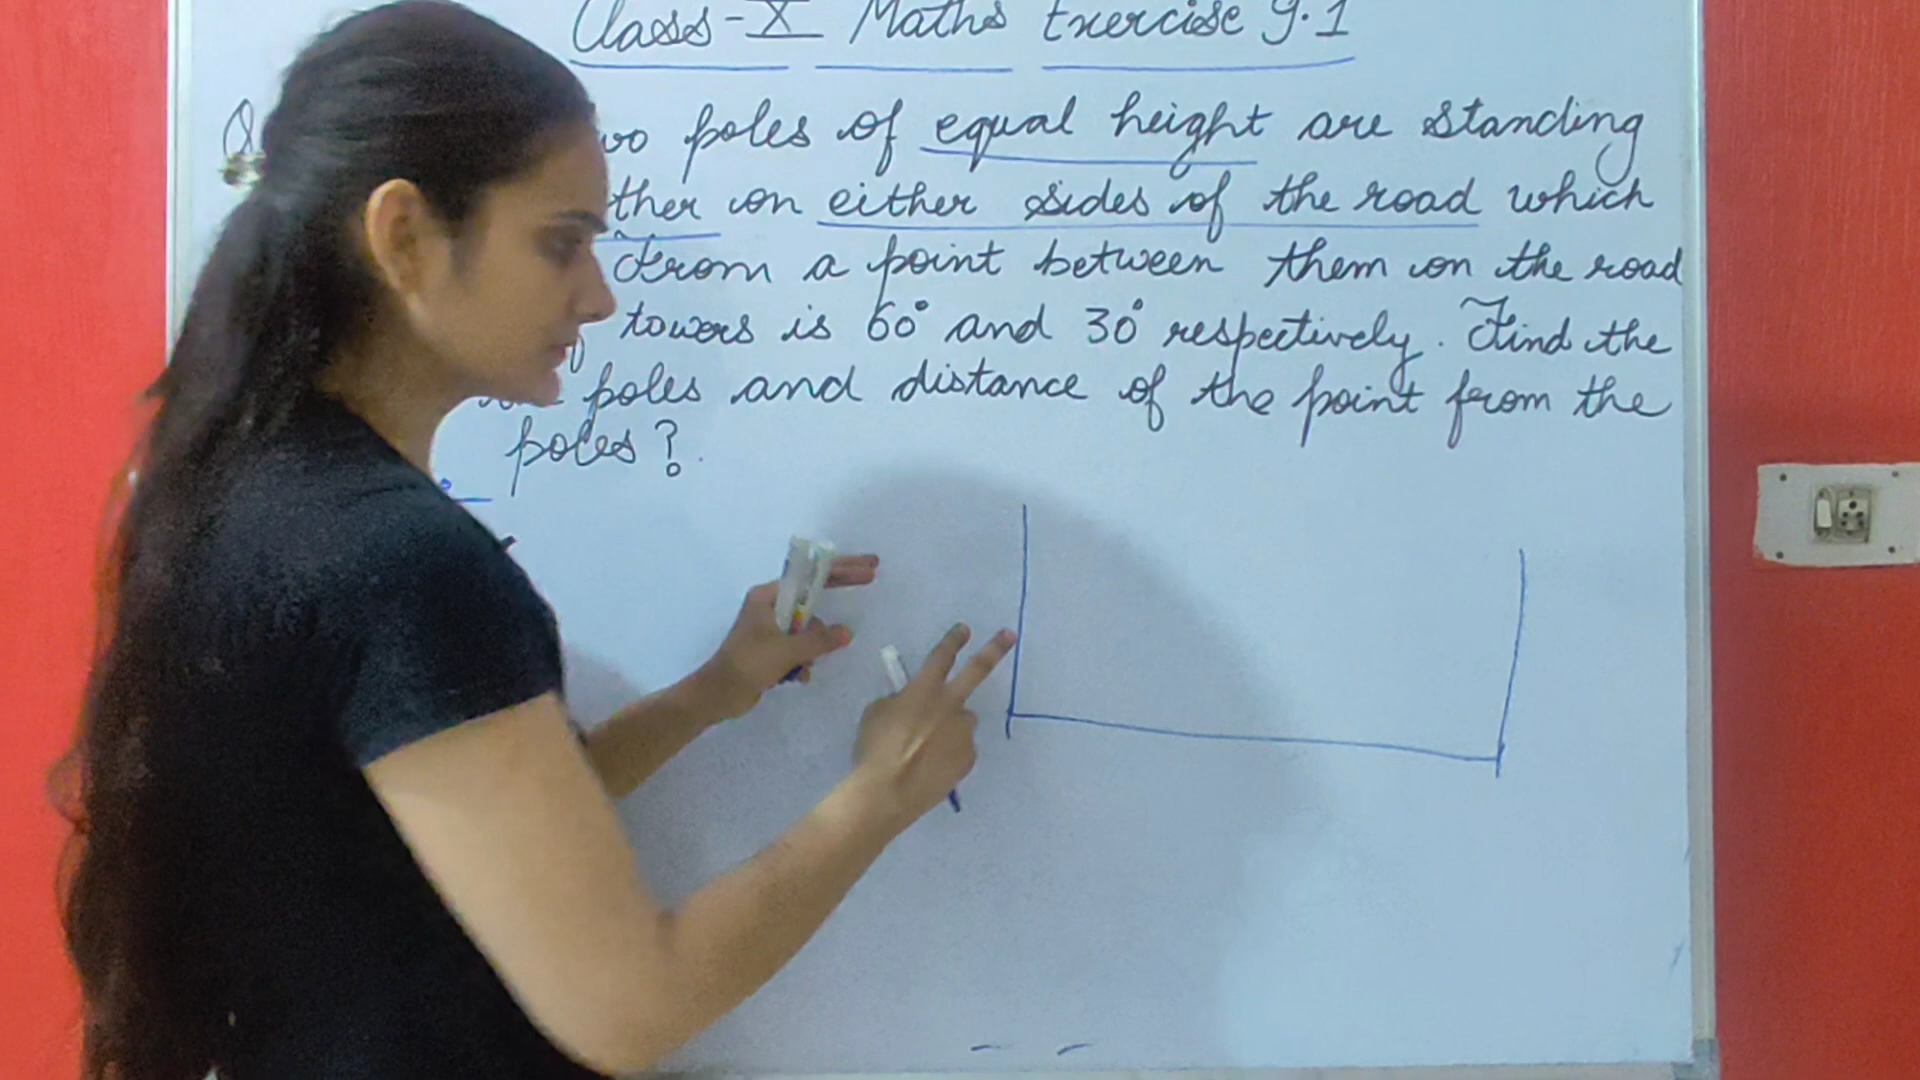 Class-X Maths Exercise 9.1
poles of equal height are standing
on either sides of the road which
From a point between them on the road
towers is 60° and 30° respectively. Find the
poles and distance of the point from the
poles?